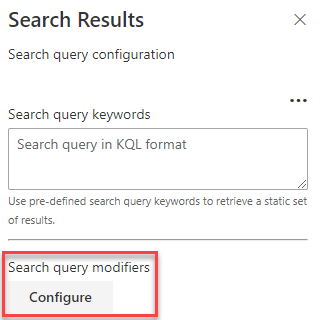 Search Results
Search query configuration
...
Search query keywords
Search query in KQL format
Use pre-defined search query keywords to retrieve a static set
of results.
Search query modifiers
Configure